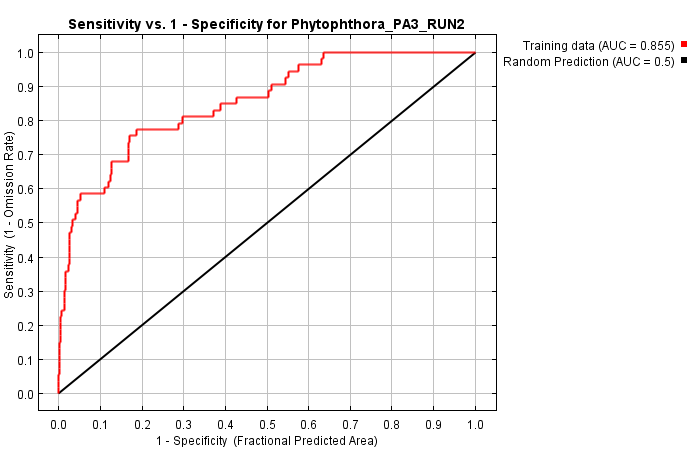 Sensitivity vs. 1 - Specificity for Phytophthora_PA3_RUN2
Training data (AUC = 0.855)
Random Prediction (AUC = 0.5)
Sensitivity (1 - Omission Rate)
1.0
0.9
0.8
0.7
0.6
0.5
0.4
0.3
0.2
0.1
0.0
0.0 0.1 0.2 0.3 0.4 0.5 0.6 0.7 0.8 0.9 1.0
1 - Specificity (Fractional Predicted Area)